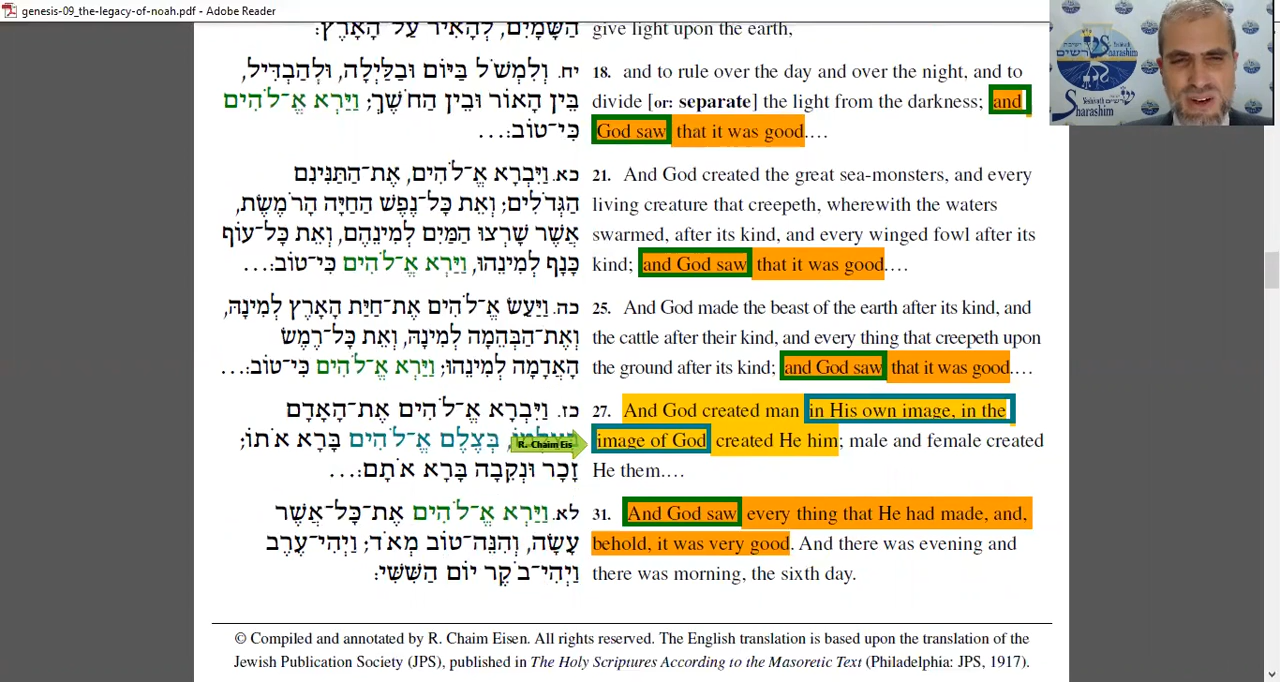 genesis-09_the-legacy-of-noah.pdf - Adobe Reader
הַשָּׁמָיִם, לְהָאִיר עַל הָאָרֶץ:
give light upon the earth,
יח. וְלִמְשֹׁל בַּיּוֹם וּבַלַּיְלָה, וּלְהַבְדִּיל,
בֵּין הָאוֹר וּבֵין הַחֹשֶׁךְ; וַיַּרְא אֱ־לֹהִים
כִּי־טוֹב:...
18. and to rule over the day and over the night, and to
divide [or: separate] the light from the darkness; and
God saw that it was good....
כא. וַיִּבְרָא אֱ־לֹהִים, אֶת־הַתַּנִּינִם
הַגְּדֹלִים; וְאֵת כָּל־נֶפֶשׁ הַחַיָּה הָרֹמֶשֶׂת,
אֲשֶׁר שָׁרְצוּ הַמַּיִם לְמִינֵהֶם, וְאֵת כָּל־עוֹף
כָּנָף לְמִינֵהוּ, וַיַּרְא אֱ־לֹהִים כִּי־טוֹב:...
21. And God created the great sea-monsters, and every
living creature that creepeth, wherewith the waters
swarmed, after its kind, and every winged fowl after its
kind; and God saw that it was good....
כה. וַיַּעַשׂ אֱ־לֹהִים אֶת־חַיַּת הָאָרֶץ לְמִינָהּ,
וְאֶת־הַבְּהֵמָה לְמִינָהּ, וְאֵת כָּל־רֶמֶשׂ
הָאֲדָמָה לְמִינֵהוּ; וַיַּרְא אֱ־לֹהִים כִּי־טוֹב:...
25. And God made the beast of the earth after its kind, and
the cattle after their kind, and every thing that creepeth upon
the ground after its kind; and God saw that it was good....
כז. וַיִּבְרָא אֱ־לֹהִים אֶת־הָאָדָם
בְּצֶלֶם אֱ־לֹהִים בָּרָא אֹתוֹ;
זָכָר וּנְקֵבָה בָּרָא אֹתָם:...
R. Chaim Eis
27. And God created man in His own image, in the
image of God created He him; male and female created
He them....
לא. וַיַּרְא אֱ־לֹהִים אֶת־כָּל־אֲשֶׁר
עָשָׂה, וְהִנֵּה־טוֹב מְאֹד; וַיְהִי־עֶרֶב
וַיְהִי־בֹקֶר יוֹם הַשִּׁשִּׁי:
31. And God saw every thing that He had made, and,
behold, it was very good. And there was evening and
there was morning, the sixth day.
© Compiled and annotated by R. Chaim Eisen. All rights reserved. The English translation is based upon the translation of the
Jewish Publication Society (JPS), published in The Holy Scriptures According to the Masoretic Text (Philadelphia: JPS, 1917).
Yeshivath
Sharashim